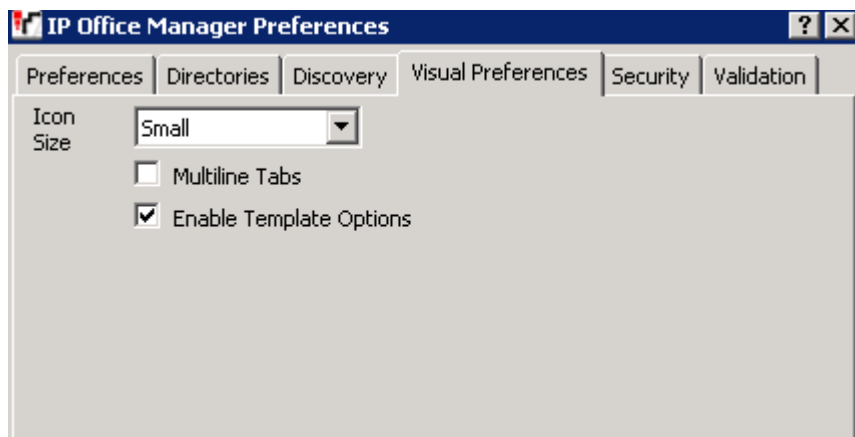 IP Office Manager Preferences
Preferences Directories Discovery Visual Preferences Security Validation
Icon
Size
Small
Multiline Tabs
Enable Template Options